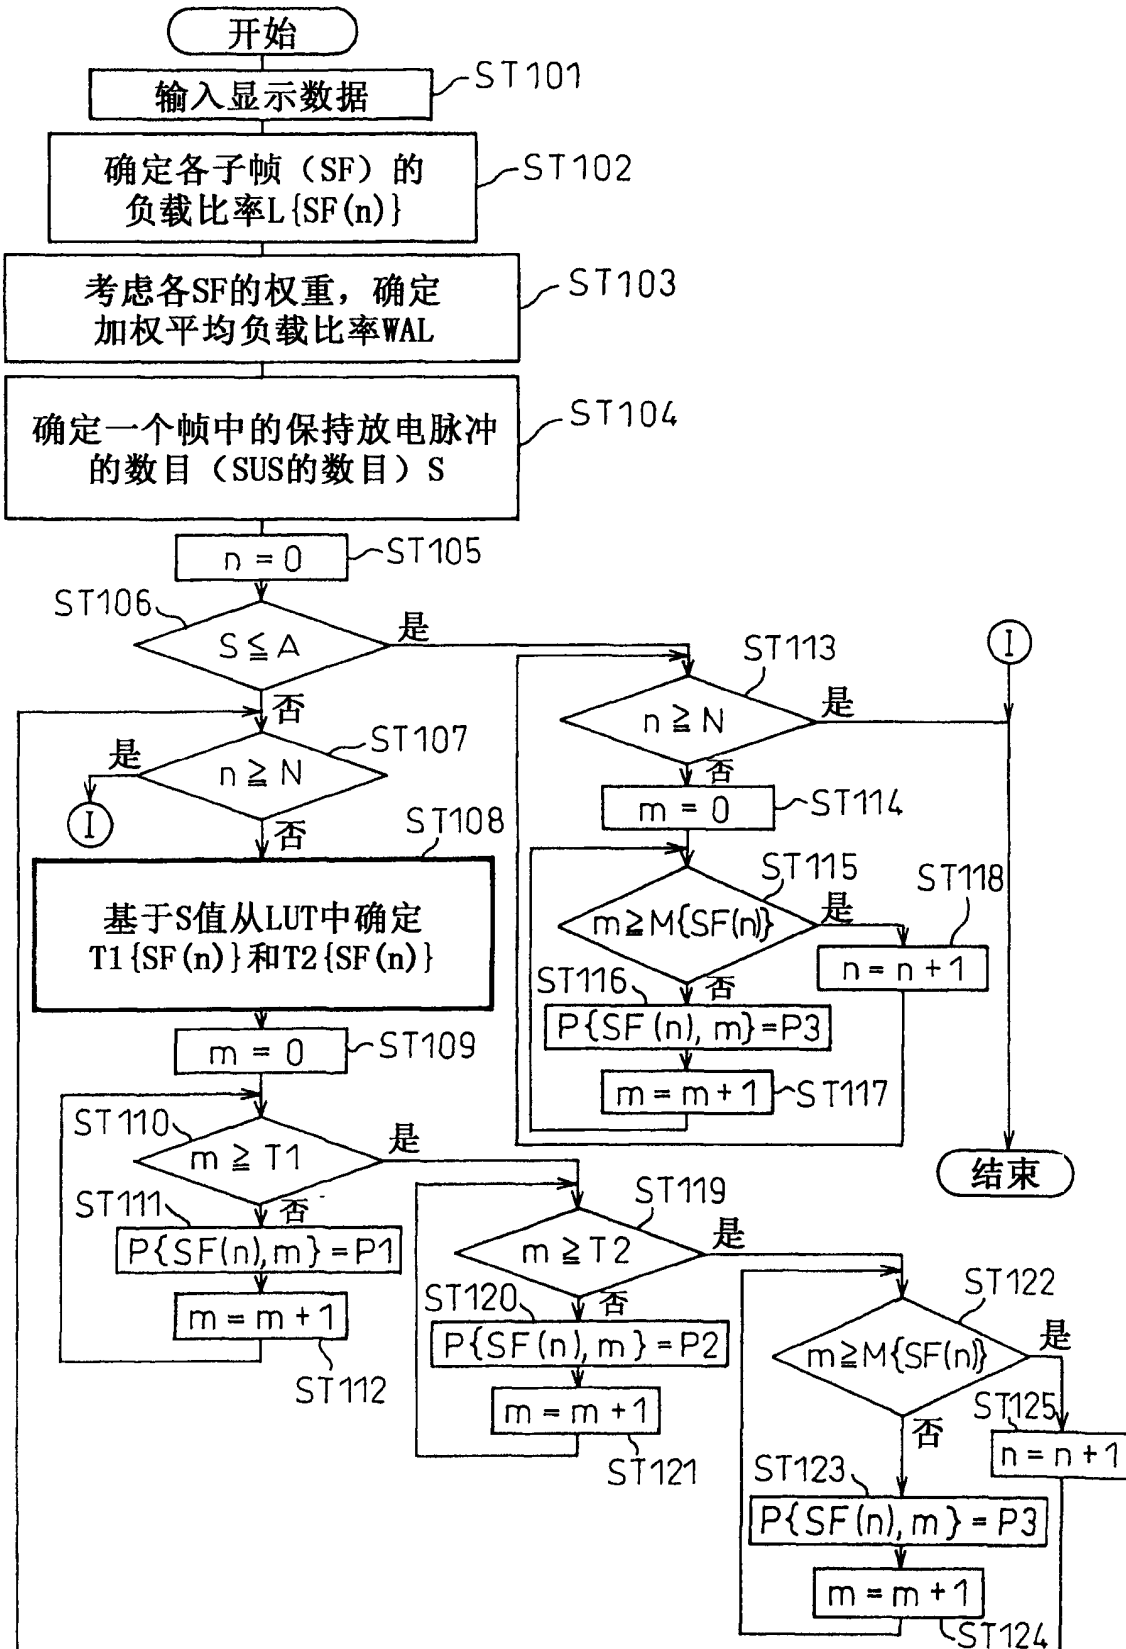 开始
输入显示数据
ST101
确定各子帧（SF）的
负载比率L{SF(n)}
ST102
考虑各SF的权重，确定
加权平均负载比率WAL
ST103
确定一个帧中的保持放电脉冲
的数目（SUS的数目）S
ST104
n = 0
ST105
ST106
S ≦ A
是
否
ST113
n ≧ N
是
否
I
ST107
n ≧ N
是
否
I
m = 0
ST114
ST108
基于S值从LUT中确定
T1{SF(n)}和T2{SF(n)}
ST115
m ≧ M{SF(n)}
是
否
ST118
n = n + 1
ST116
P{SF(n), m} = P3
m = m + 1
ST117
m = 0
ST109
ST110
m ≧ T1
是
否
结束
ST111
P{SF(n), m} = P1
m = m + 1
ST112
ST119
m ≧ T2
是
否
ST120
P{SF(n), m} = P2
m = m + 1
ST121
ST122
m ≧ M{SF(n)}
是
否
ST125
n = n + 1
ST123
P{SF(n), m} = P3
m = m + 1
ST124